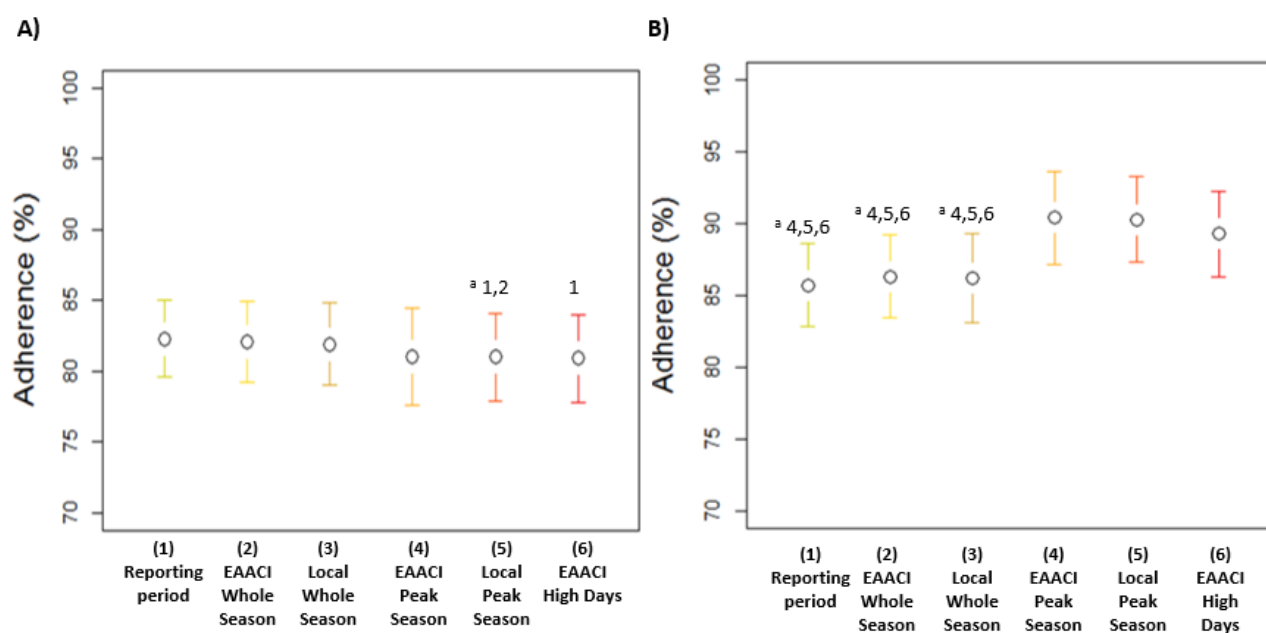 A)
Adherence (%)
100
95
90
85
80
75
70
ᵃ 1,2
1
(1)
Reporting
period
(2)
EAACI
Whole
Season
(3)
Local
Whole
Season
(4)
EAACI
Peak
Season
(5)
Local
Peak
Season
(6)
EAACI
High Days
B)
Adherence (%)
100
95
90
85
80
75
70
ᵃ 4,5,6
ᵃ 4,5,6
ᵃ 4,5,6
(1)
Reporting
period
(2)
EAACI
Whole
Season
(3)
Local
Whole
Season
(4)
EAACI
Peak
Season
(5)
Local
Peak
Season
(6)
EAACI
High
Days